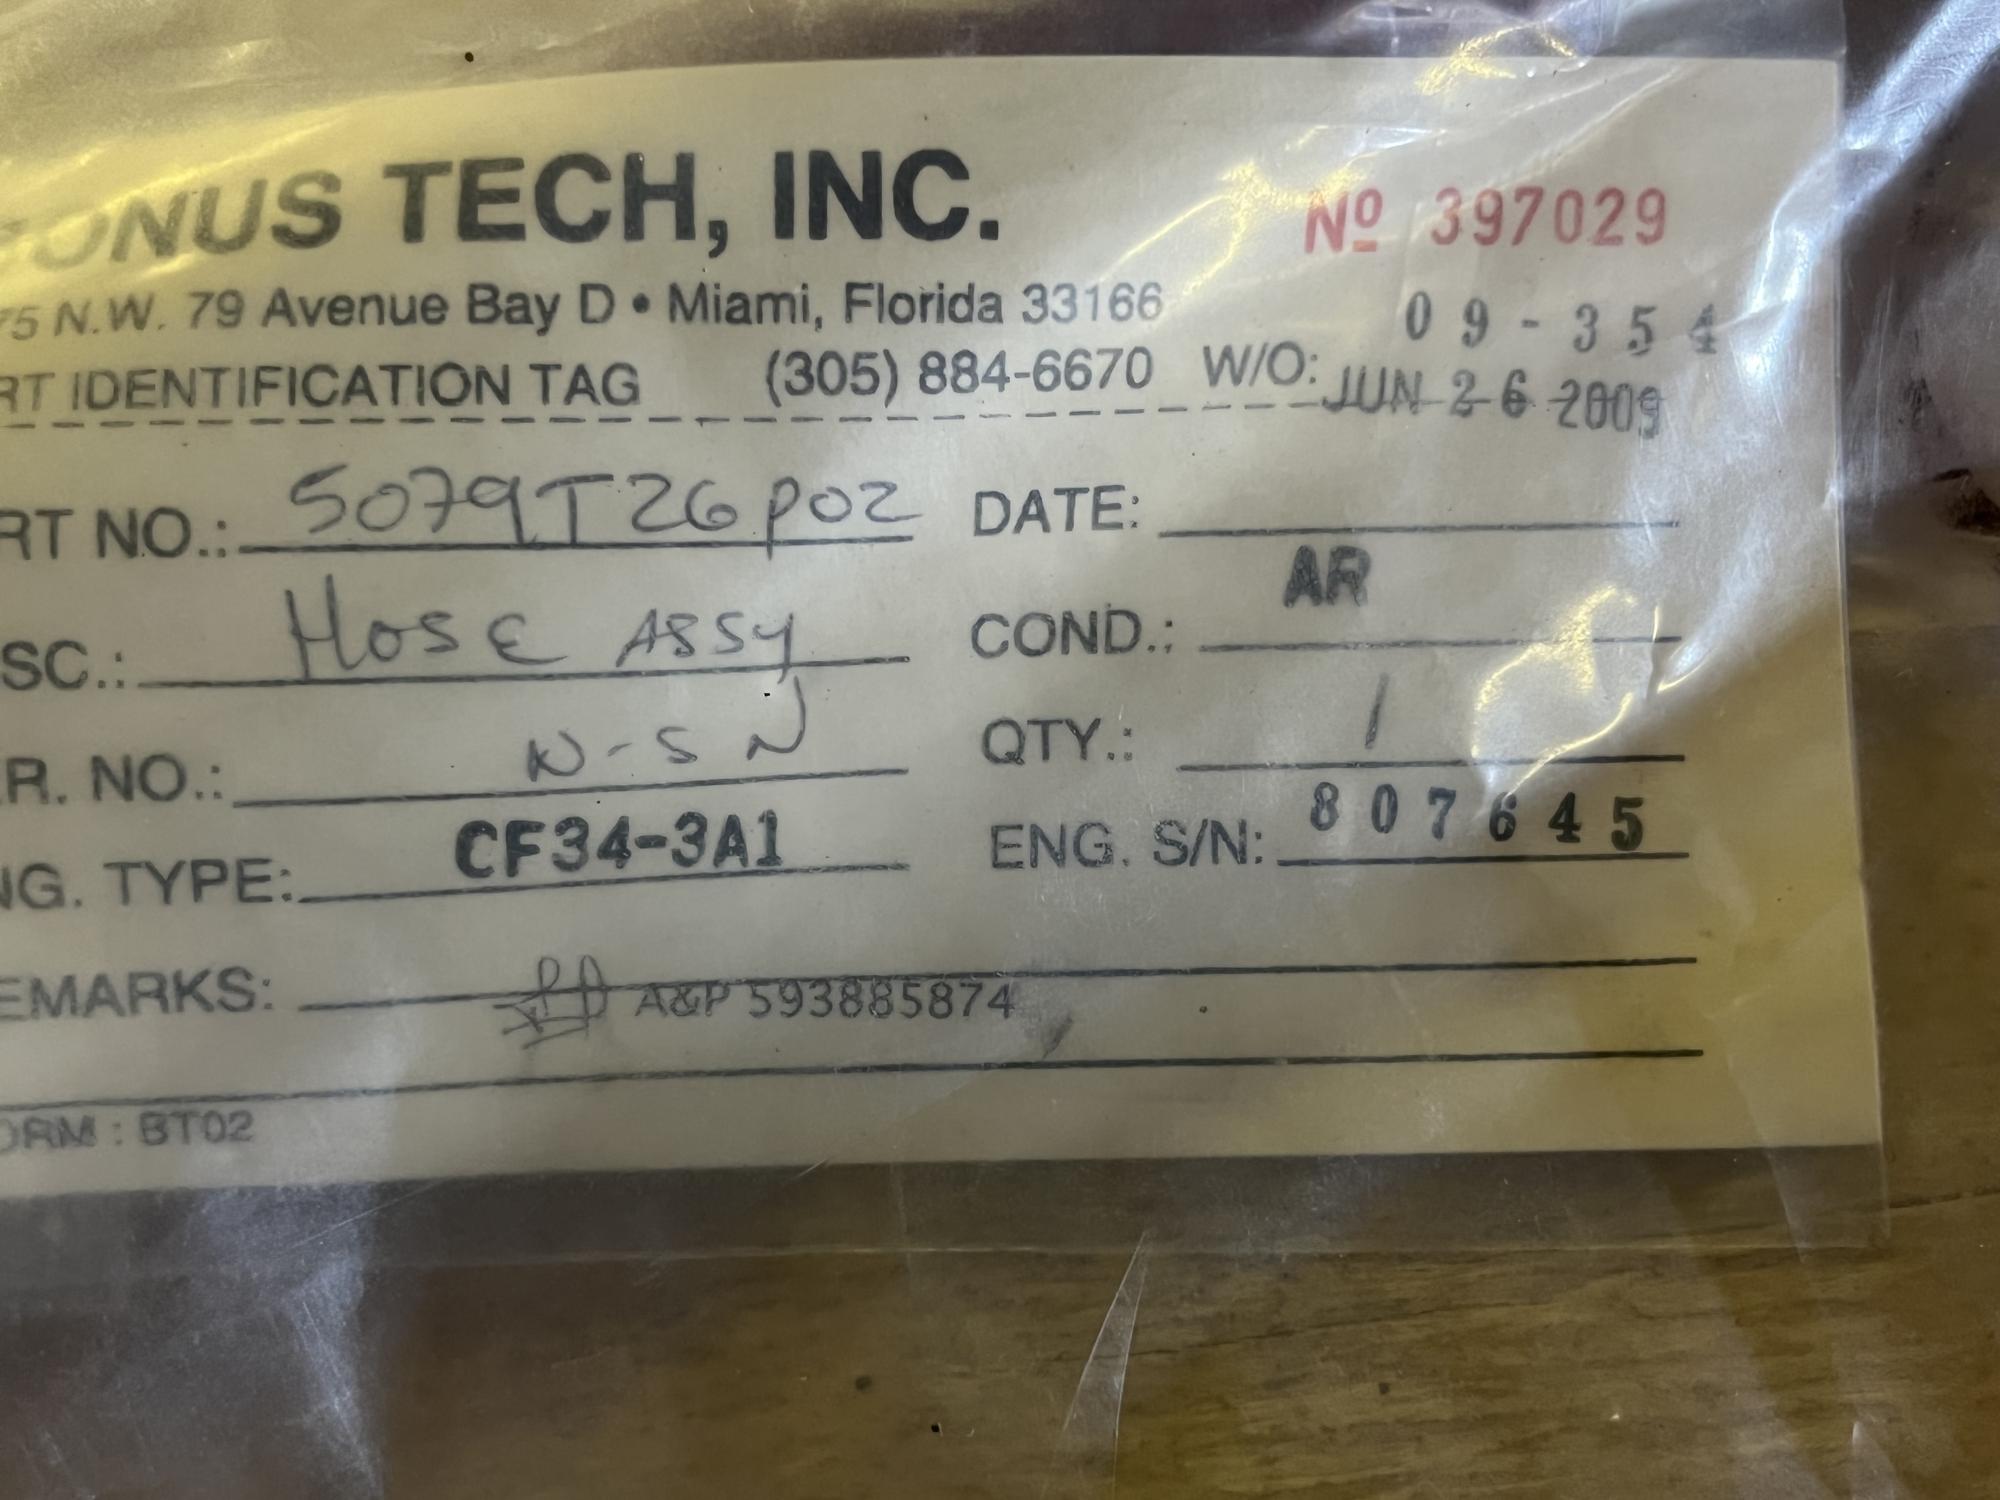 BONUS TECH, INC.
Nº 397029
75 N.W. 79 Avenue Bay D • Miami, Florida 33166
09-354
RT IDENTIFICATION TAG (305) 884-6670 W/O:
JUN 26 2009
RT NO.: 5079T26P02 DATE:
SC.: HOSE ASSY COND.: AR
ER. NO.: N-SN QTY.: 1
NG. TYPE: CF34-3A1 ENG. S/N: 807645
EMARKS: A&P 593885874
ORM : BT02